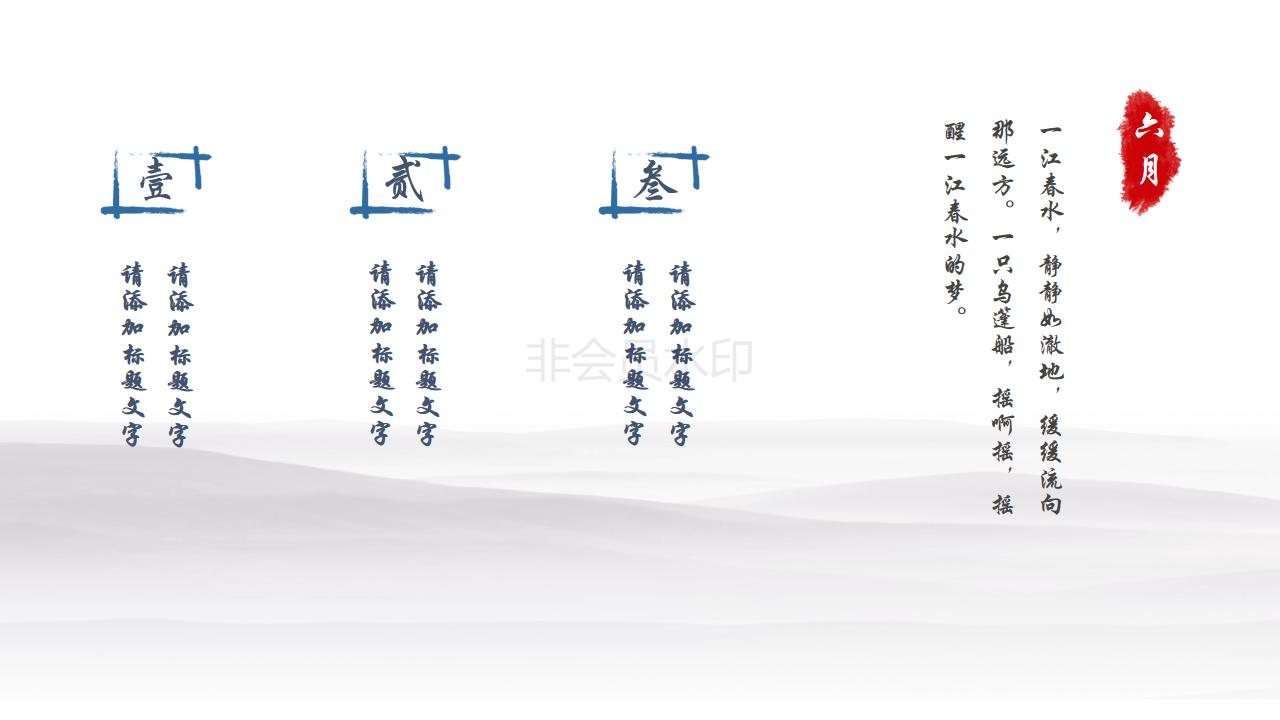 六月
一江春水，静静如澈地，缓缓流向
那远方。一只乌篷船，摇啊摇，摇
醒一江春水的梦。
壹
请添加标题文字
请添加标题文字
贰
请添加标题文字
请添加标题文字
叁
请添加标题文字
请添加标题文字
非会员水印